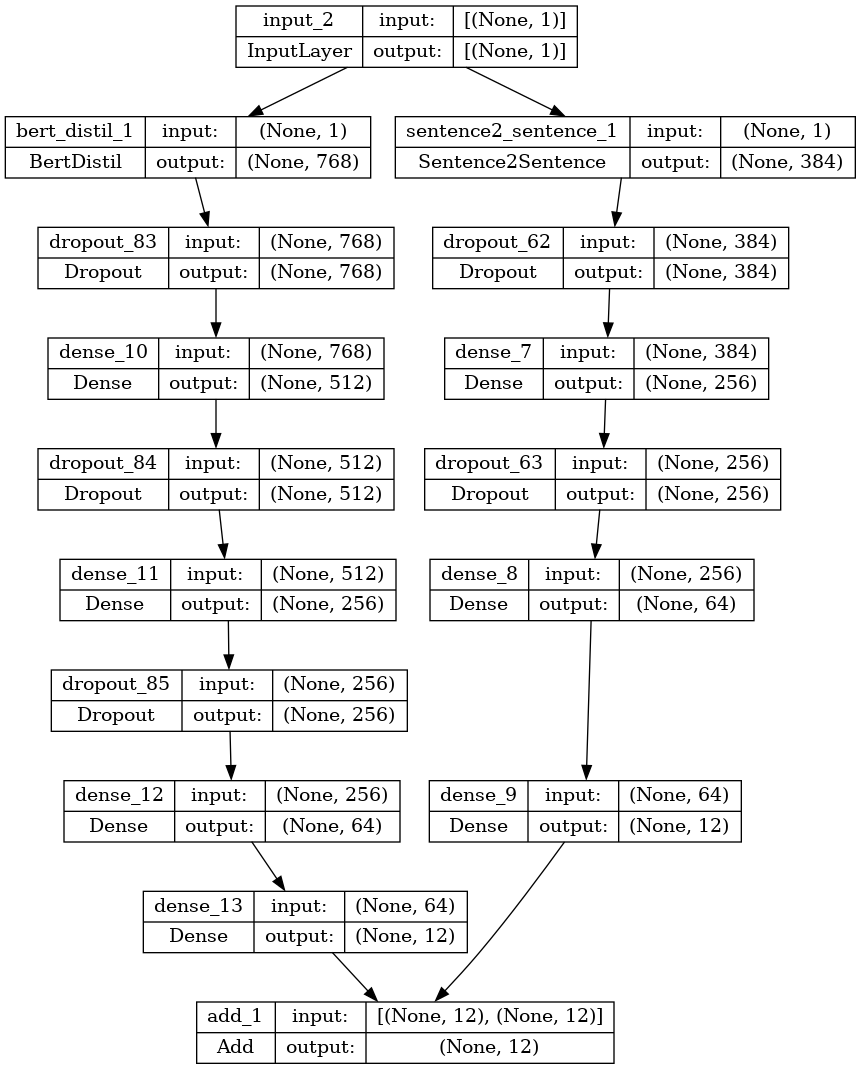 input_2 input: [(None, 1)]
InputLayer output: [(None, 1)]
bert_distil_1 input: (None, 1)
BertDistil output: (None, 768)
sentence2_sentence_1 input: (None, 1)
Sentence2Sentence output: (None, 384)
dropout_83 input: (None, 768)
Dropout output: (None, 768)
dropout_62 input: (None, 384)
Dropout output: (None, 384)
dense_10 input: (None, 768)
Dense output: (None, 512)
dense_7 input: (None, 384)
Dense output: (None, 256)
dropout_84 input: (None, 512)
Dropout output: (None, 512)
dropout_63 input: (None, 256)
Dropout output: (None, 256)
dense_11 input: (None, 512)
Dense output: (None, 256)
dense_8 input: (None, 256)
Dense output: (None, 64)
dropout_85 input: (None, 256)
Dropout output: (None, 256)
dense_12 input: (None, 256)
Dense output: (None, 64)
dense_9 input: (None, 64)
Dense output: (None, 12)
dense_13 input: (None, 64)
Dense output: (None, 12)
add_1 input: [(None, 12), (None, 12)]
Add output: (None, 12)